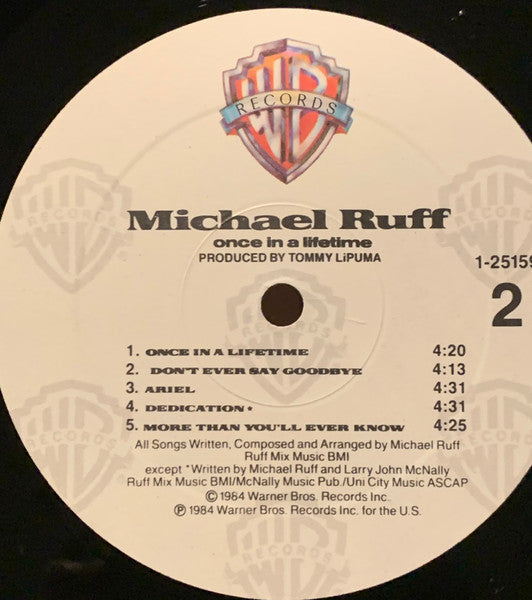 WB
RECORDS
Michael Ruff
once in a lifetime
PRODUCED BY TOMMY LiPUMA
1-25159
2
1. ONCE IN A LIFETIME 4:20
2. DON'T EVER SAY GOODBYE 4:13
3. ARIEL 4:31
4. DEDICATION* 4:31
5. MORE THAN YOU'LL EVER KNOW 4:25
All Songs Written, Composed and Arranged by Michael Ruff
Ruff Mix Music BMI
except *Written by Michael Ruff and Larry John McNally
Ruff Mix Music BMI/McNally Music Pub./Uni City Music ASCAP
© 1984 Warner Bros. Records Inc.
℗ 1984 Warner Bros. Records Inc. for the U.S.